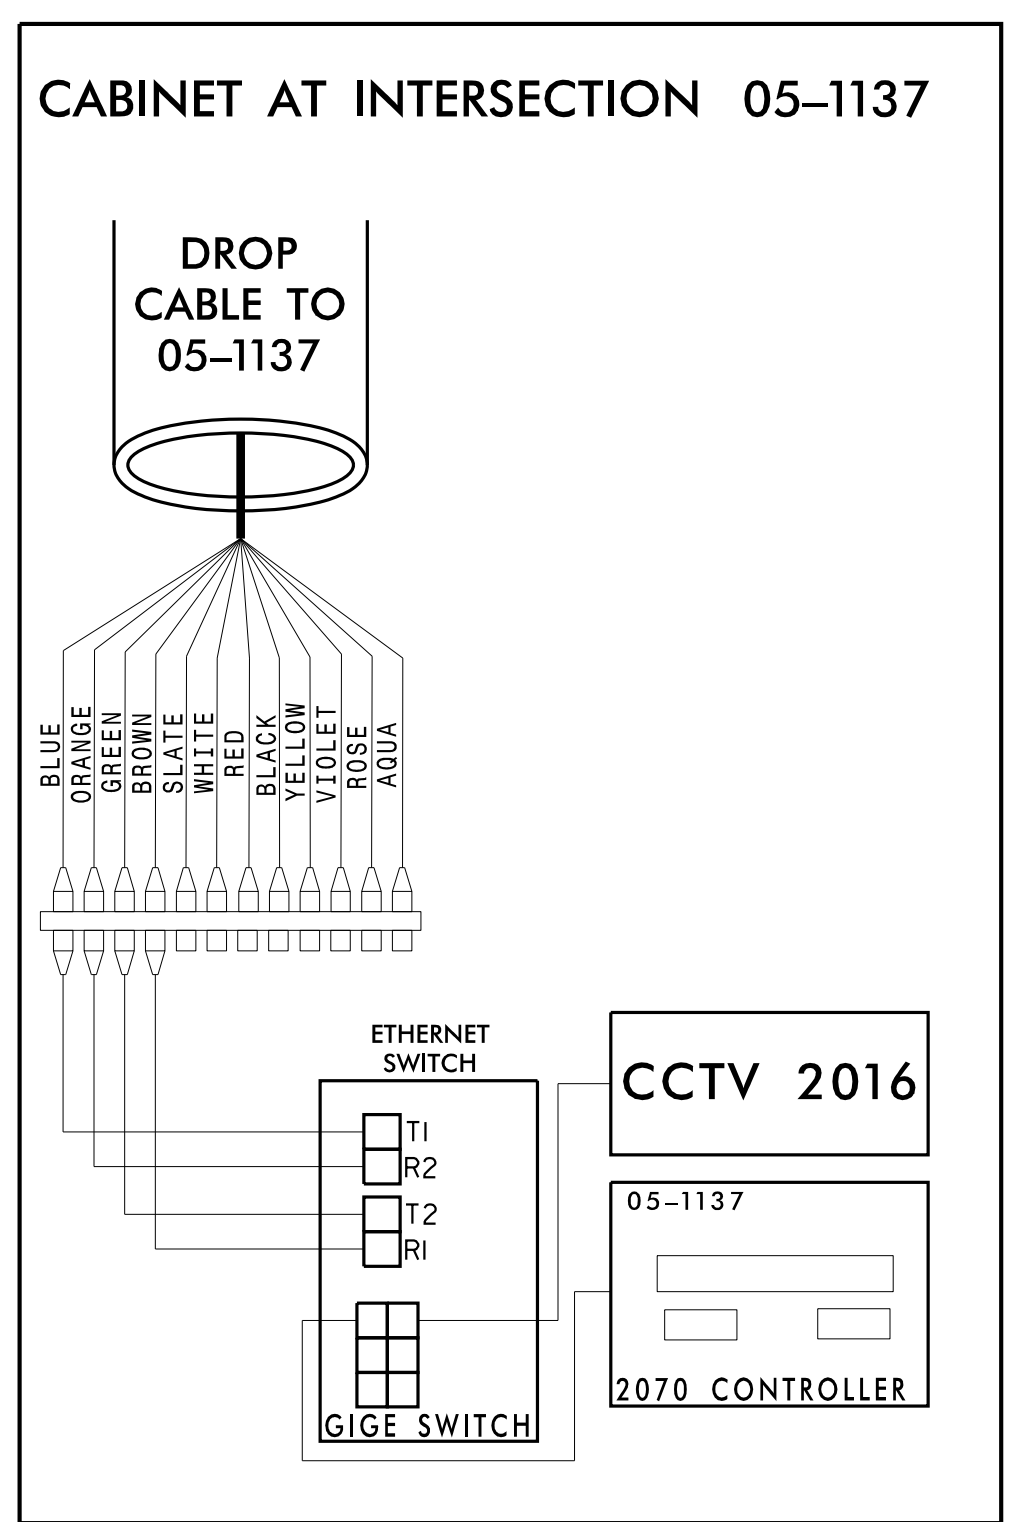 CABINET AT INTERSECTION 05–1137
DROP
CABLE TO
05–1137
BLUE
ORANGE
GREEN
BROWN
SLATE
WHITE
RED
BLACK
YELLOW
VIOLET
ROSE
AQUA
ETHERNET
SWITCH
T1
R2
T2
R1
GIGE SWITCH
CCTV 2016
05–1137
2070 CONTROLLER